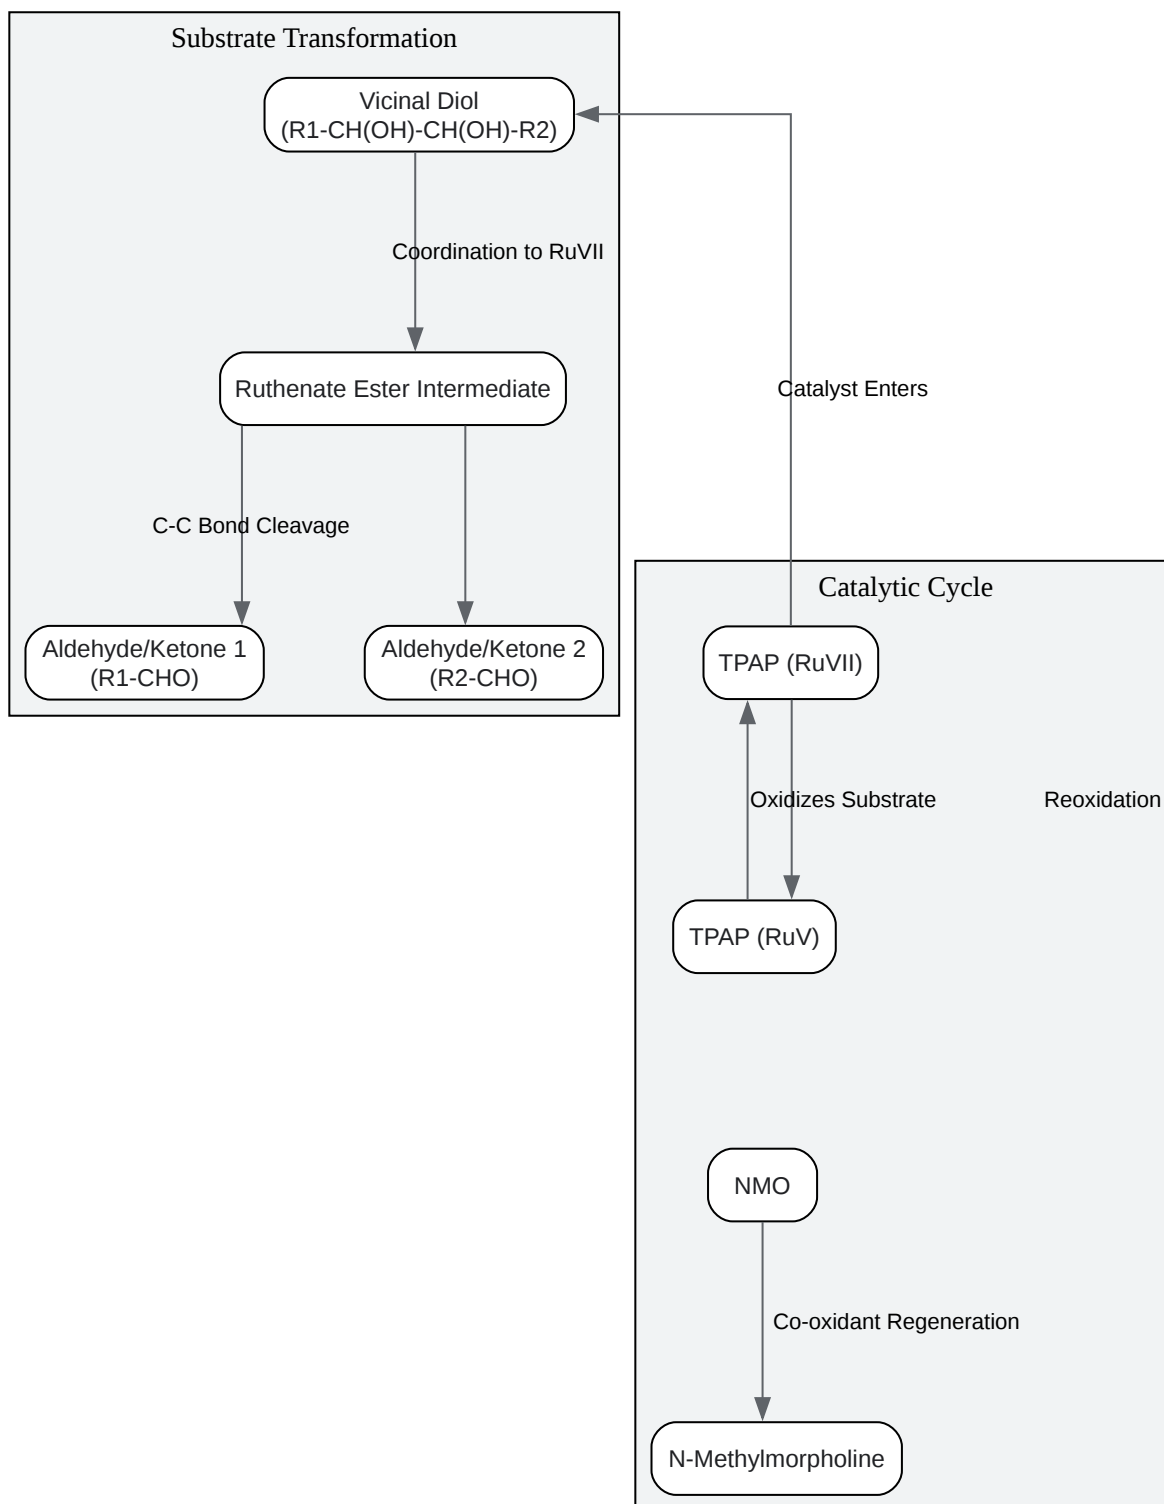 Substrate Transformation
Vicinal Diol
(R1-CH(OH)-CH(OH)-R2)
Coordination to RuVII
Ruthenate Ester Intermediate
C-C Bond Cleavage
Aldehyde/Ketone 1
(R1-CHO)
Aldehyde/Ketone 2
(R2-CHO)
Catalyst Enters
Catalytic Cycle
TPAP (RuVII)
Oxidizes Substrate
Reoxidation
TPAP (RuV)
NMO
Co-oxidant Regeneration
N-Methylmorpholine